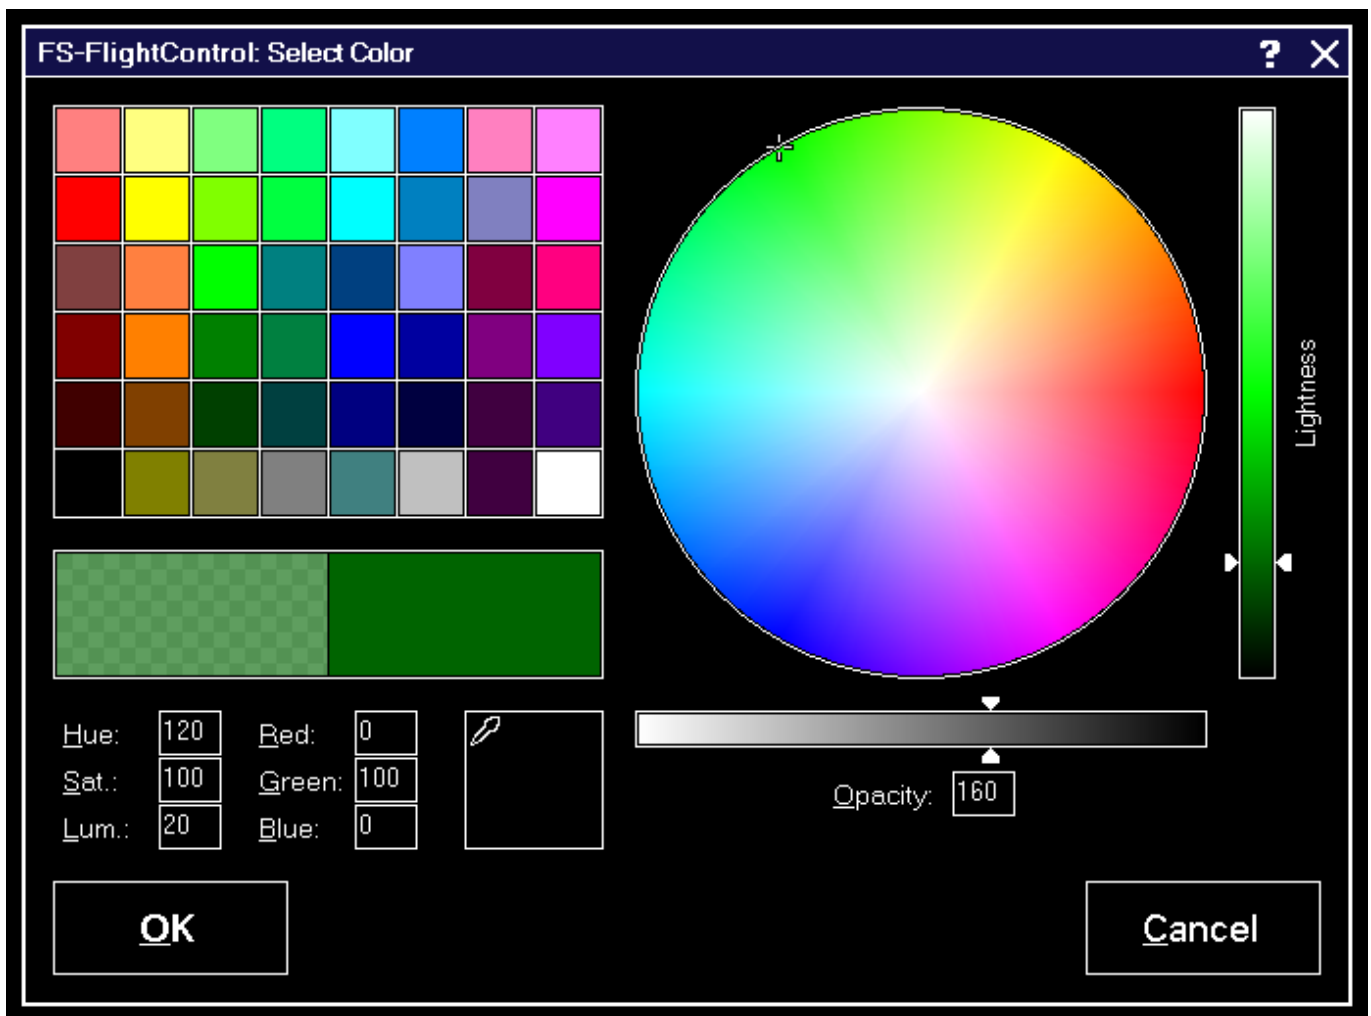 FS-FlightControl: Select Color ?
Lightness
Hue: 120 Red: 0
Sat.: 100 Green: 100
Lum.: 20 Blue: 0
Opacity: 160
OK
Cancel